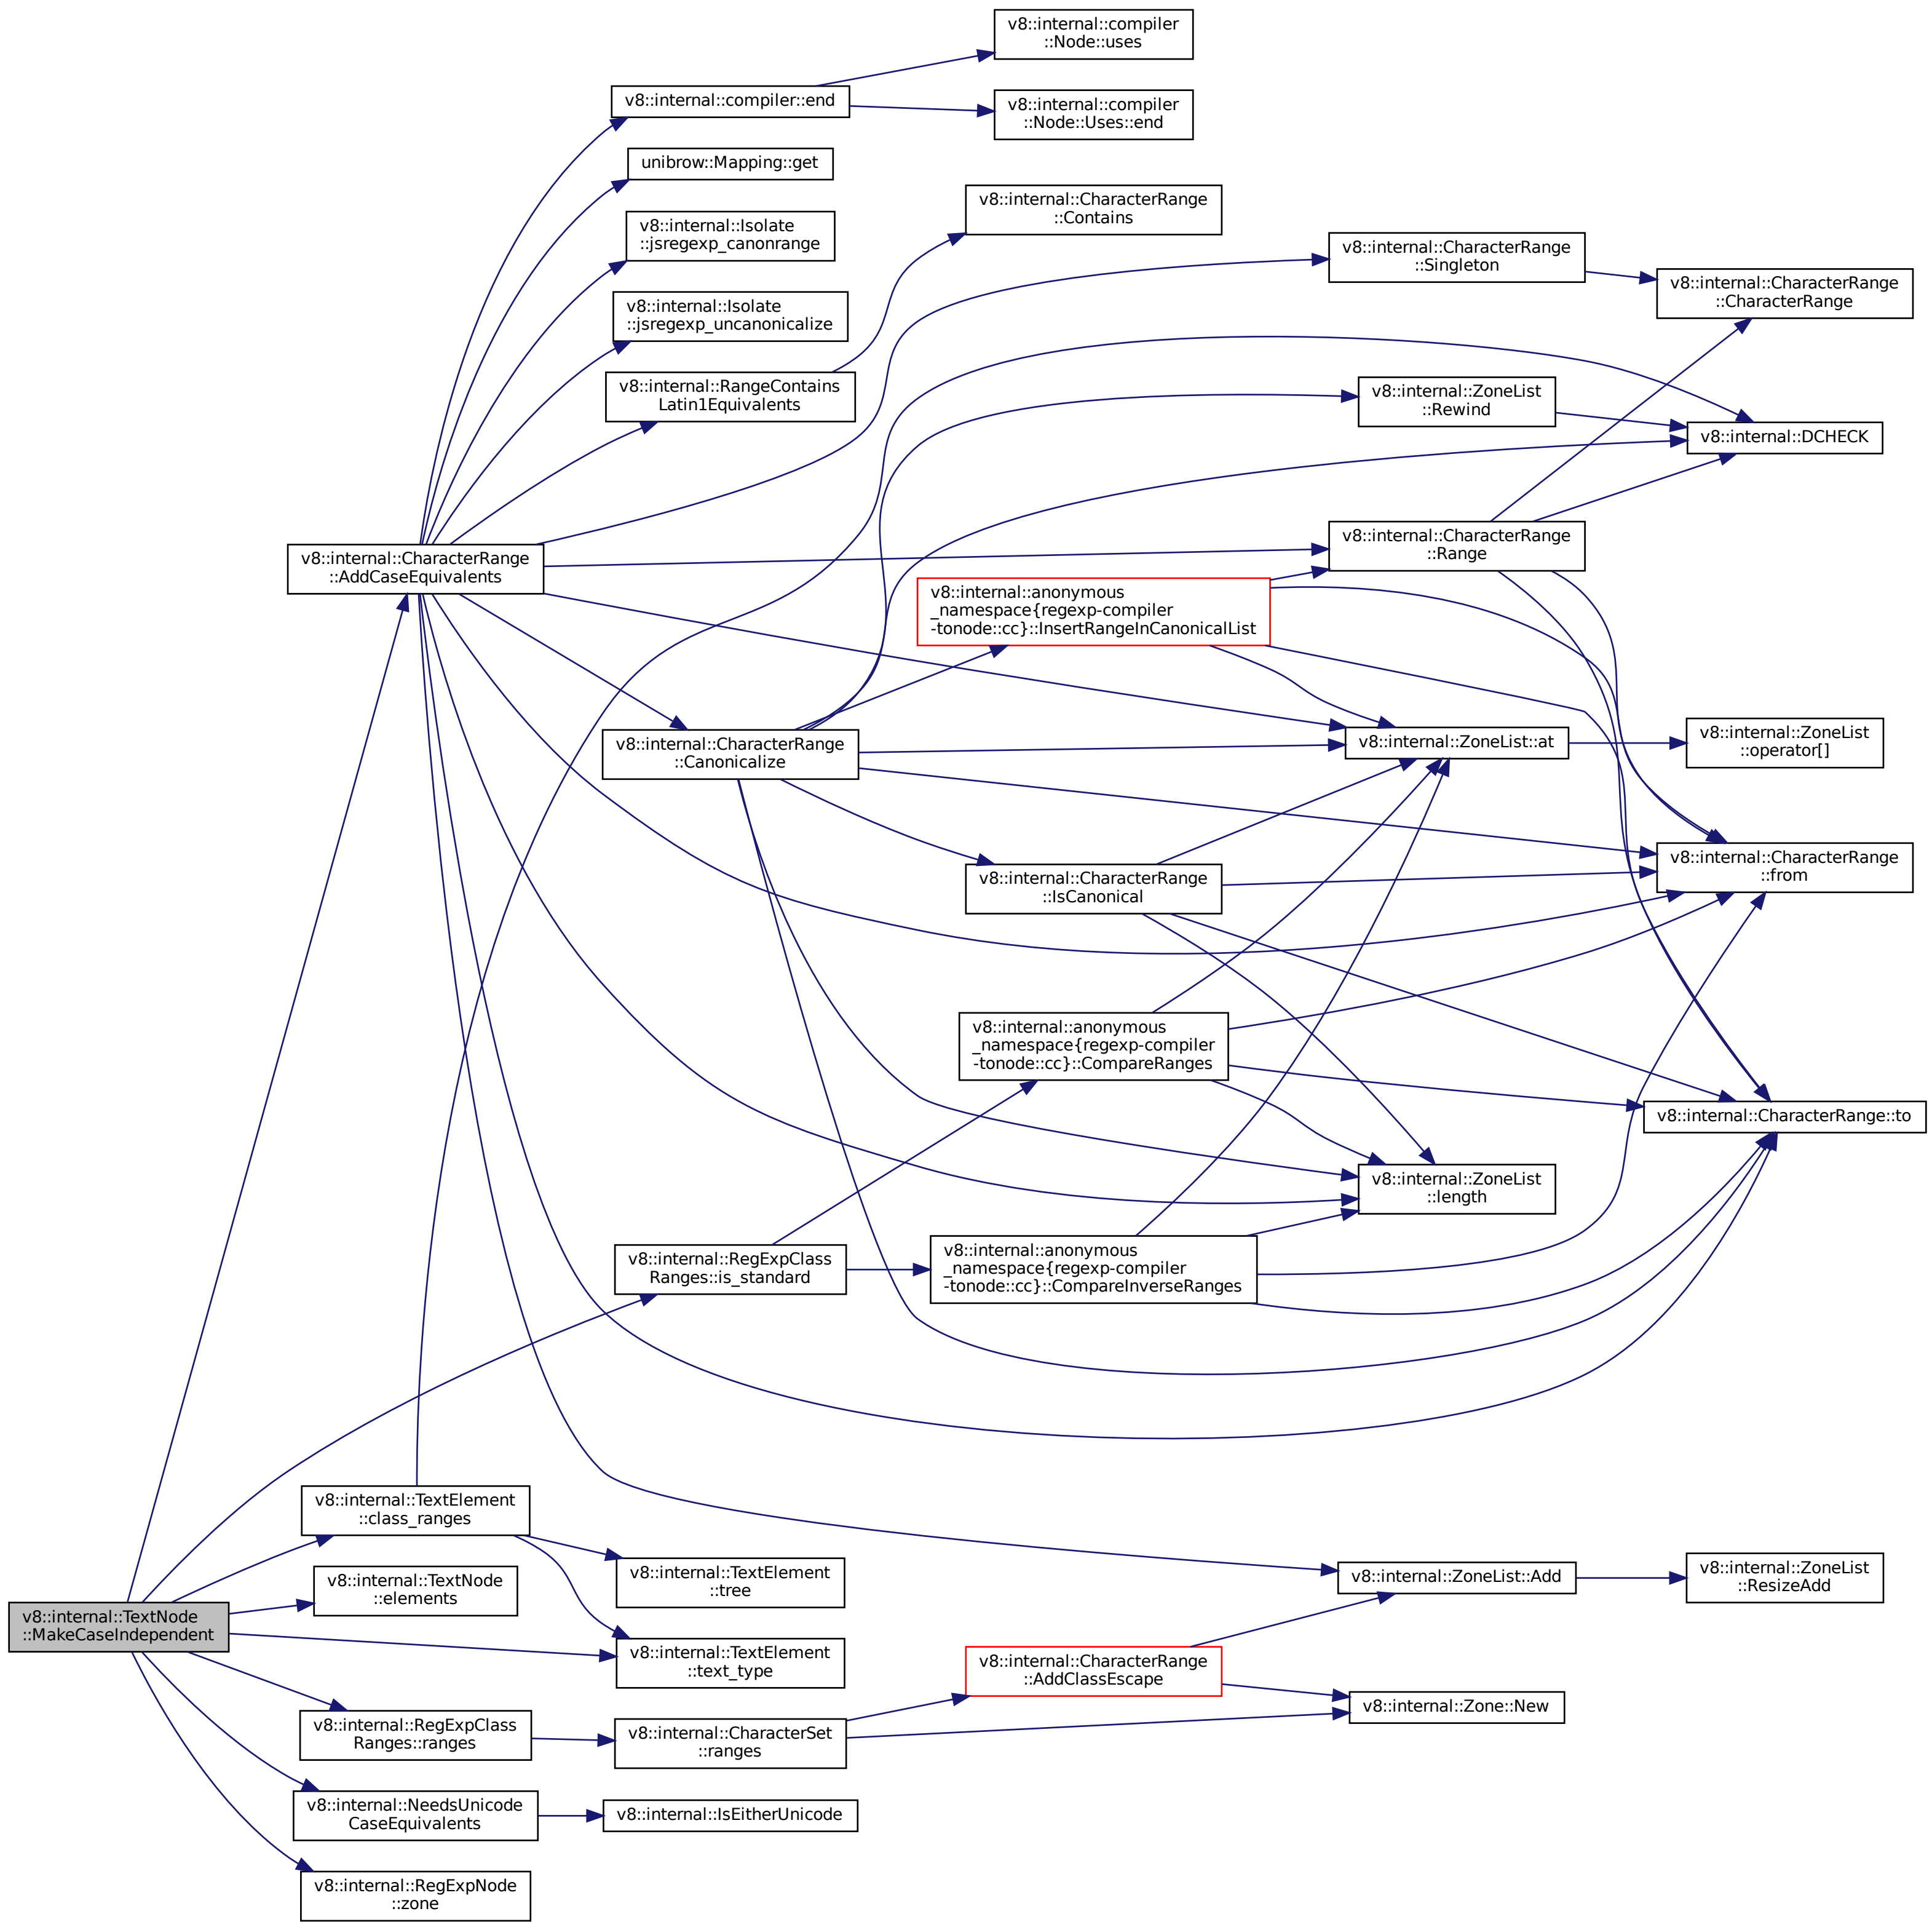 v8::internal::compiler
::Node::uses
v8::internal::compiler::end
v8::internal::compiler
::Node::Uses::end
unibrow::Mapping::get
v8::internal::CharacterRange
::Contains
v8::internal::Isolate
::jsregexp_canonrange
v8::internal::CharacterRange
::Singleton
v8::internal::CharacterRange
::CharacterRange
v8::internal::Isolate
::jsregexp_uncanonicalize
v8::internal::RangeContains
Latin1Equivalents
v8::internal::ZoneList
::Rewind
v8::internal::DCHECK
v8::internal::CharacterRange
::AddCaseEquivalents
v8::internal::CharacterRange
::Range
v8::internal::anonymous
_namespace{regexp-compiler
-tonode::cc}::InsertRangeInCanonicalList
v8::internal::CharacterRange
::Canonicalize
v8::internal::ZoneList::at
v8::internal::ZoneList
::operator[]
v8::internal::CharacterRange
::IsCanonical
v8::internal::CharacterRange
::from
v8::internal::anonymous
_namespace{regexp-compiler
-tonode::cc}::CompareRanges
v8::internal::CharacterRange::to
v8::internal::ZoneList
::length
v8::internal::RegExpClass
Ranges::is_standard
v8::internal::anonymous
_namespace{regexp-compiler
-tonode::cc}::CompareInverseRanges
v8::internal::TextElement
::class_ranges
v8::internal::TextElement
::tree
v8::internal::ZoneList::Add
v8::internal::ZoneList
::ResizeAdd
v8::internal::TextNode
::elements
v8::internal::TextNode
::MakeCaseIndependent
v8::internal::TextElement
::text_type
v8::internal::CharacterRange
::AddClassEscape
v8::internal::Zone::New
v8::internal::RegExpClass
Ranges::ranges
v8::internal::CharacterSet
::ranges
v8::internal::NeedsUnicode
CaseEquivalents
v8::internal::IsEitherUnicode
v8::internal::RegExpNode
::zone